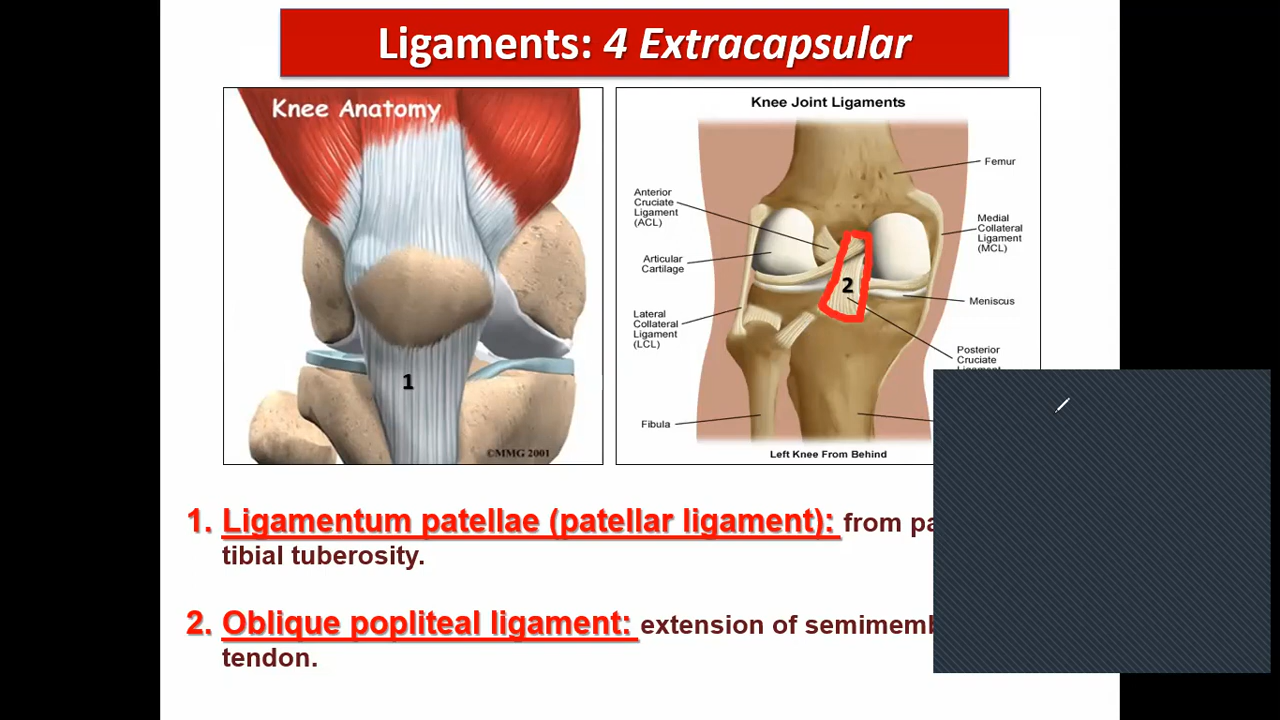 Ligaments: 4 Extracapsular
Knee Anatomy
1
©MMG 2001
Knee Joint Ligaments
Femur
Anterior
Cruciate
Ligament
(ACL)
Medial
Collateral
Ligament
(MCL)
Articular
Cartilage
2
Meniscus
Lateral
Collateral
Ligament
(LCL)
Posterior
Cruciate
Fibula
Left Knee From Behind
1. Ligamentum patellae (patellar ligament): from
tibial tuberosity.
2. Oblique popliteal ligament: extension of
tendon.